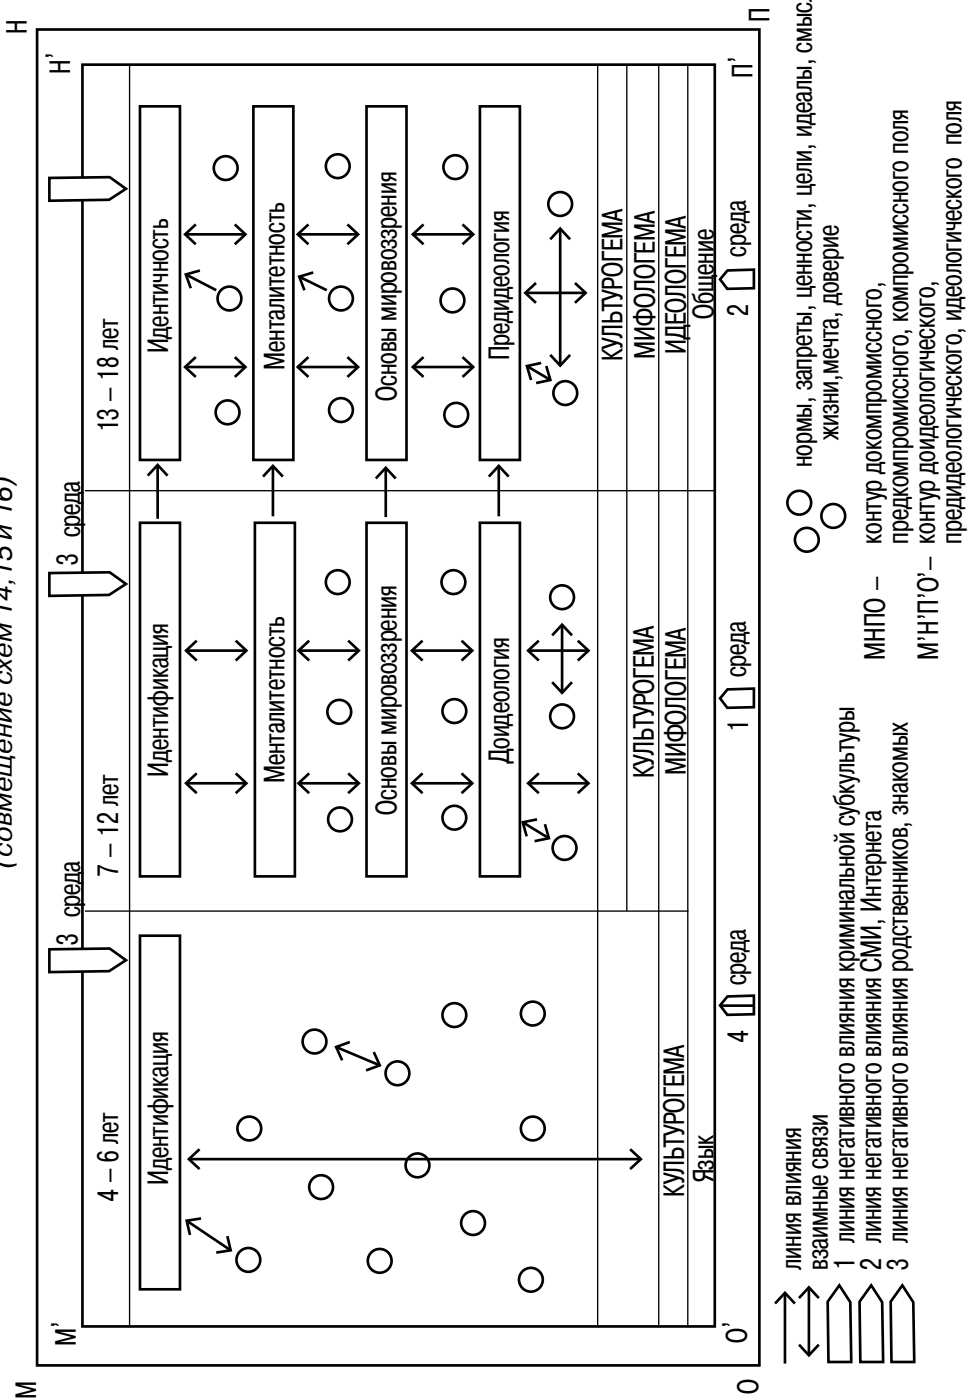 (совмещение схем 14, 15 и 16)
М
Н
М'
Н'
3 среда
3 среда
4 – 6 лет
7 – 12 лет
13 – 18 лет
Идентификация
Идентификация
Идентичность
Менталитетность
Менталитетность
Основы мировоззрения
Основы мировоззрения
Доидеология
Предидеология
КУЛЬТУРОГЕМА
Язык
КУЛЬТУРОГЕМА
МИФОЛОГЕМА
КУЛЬТУРОГЕМА
МИФОЛОГЕМА
ИДЕОЛОГЕМА
Общение
О'
П'
4 среда
1 среда
2 среда
О
П
линия влияния
взаимные связи
1 линия негативного влияния криминальной субкультуры
2 линия негативного влияния СМИ, Интернета
3 линия негативного влияния родственников, знакомых
нормы, запреты, ценности, цели, идеалы,
жизни,мечта, доверие
МНПО – контур докомпромиссного,
предкомпромиссного, компромиссного поля
М'Н'П'О'– контур доидеологического,
предидеологического, идеологического поля